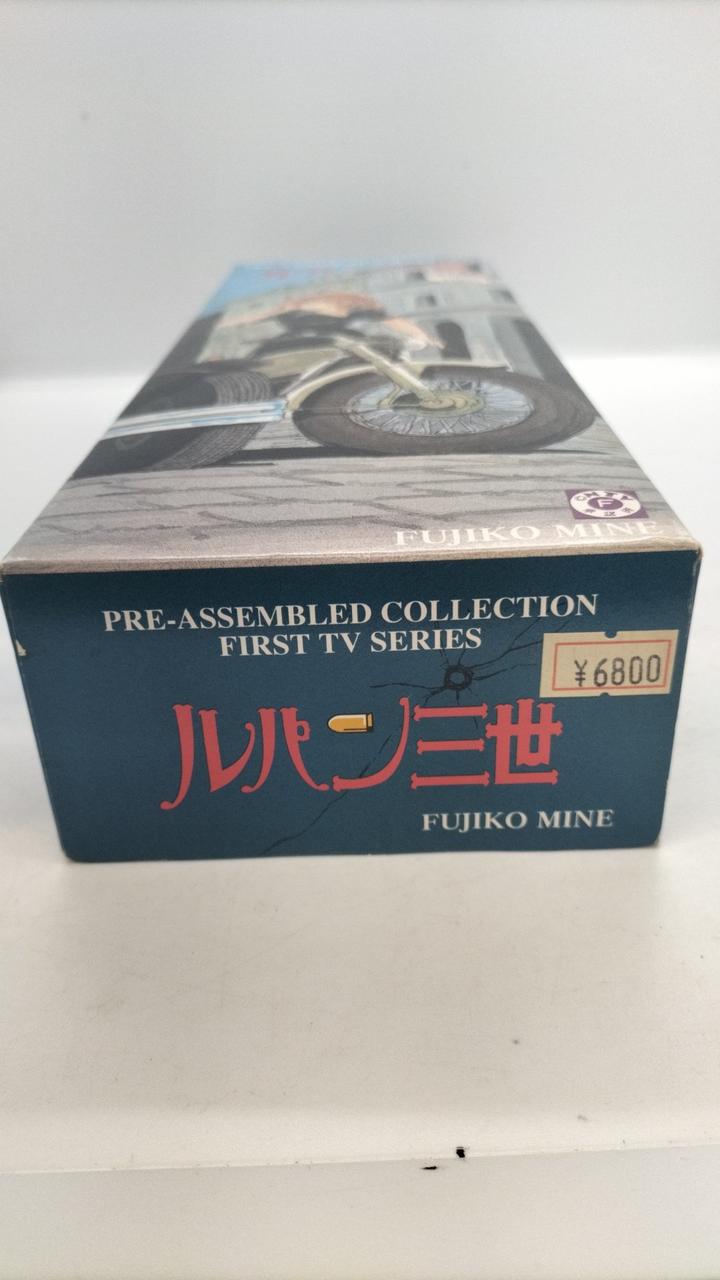 FUJIKO MINE
PRE-ASSEMBLED COLLECTION
FIRST TV SERIES
¥6800
ルパン三世
FUJIKO MINE